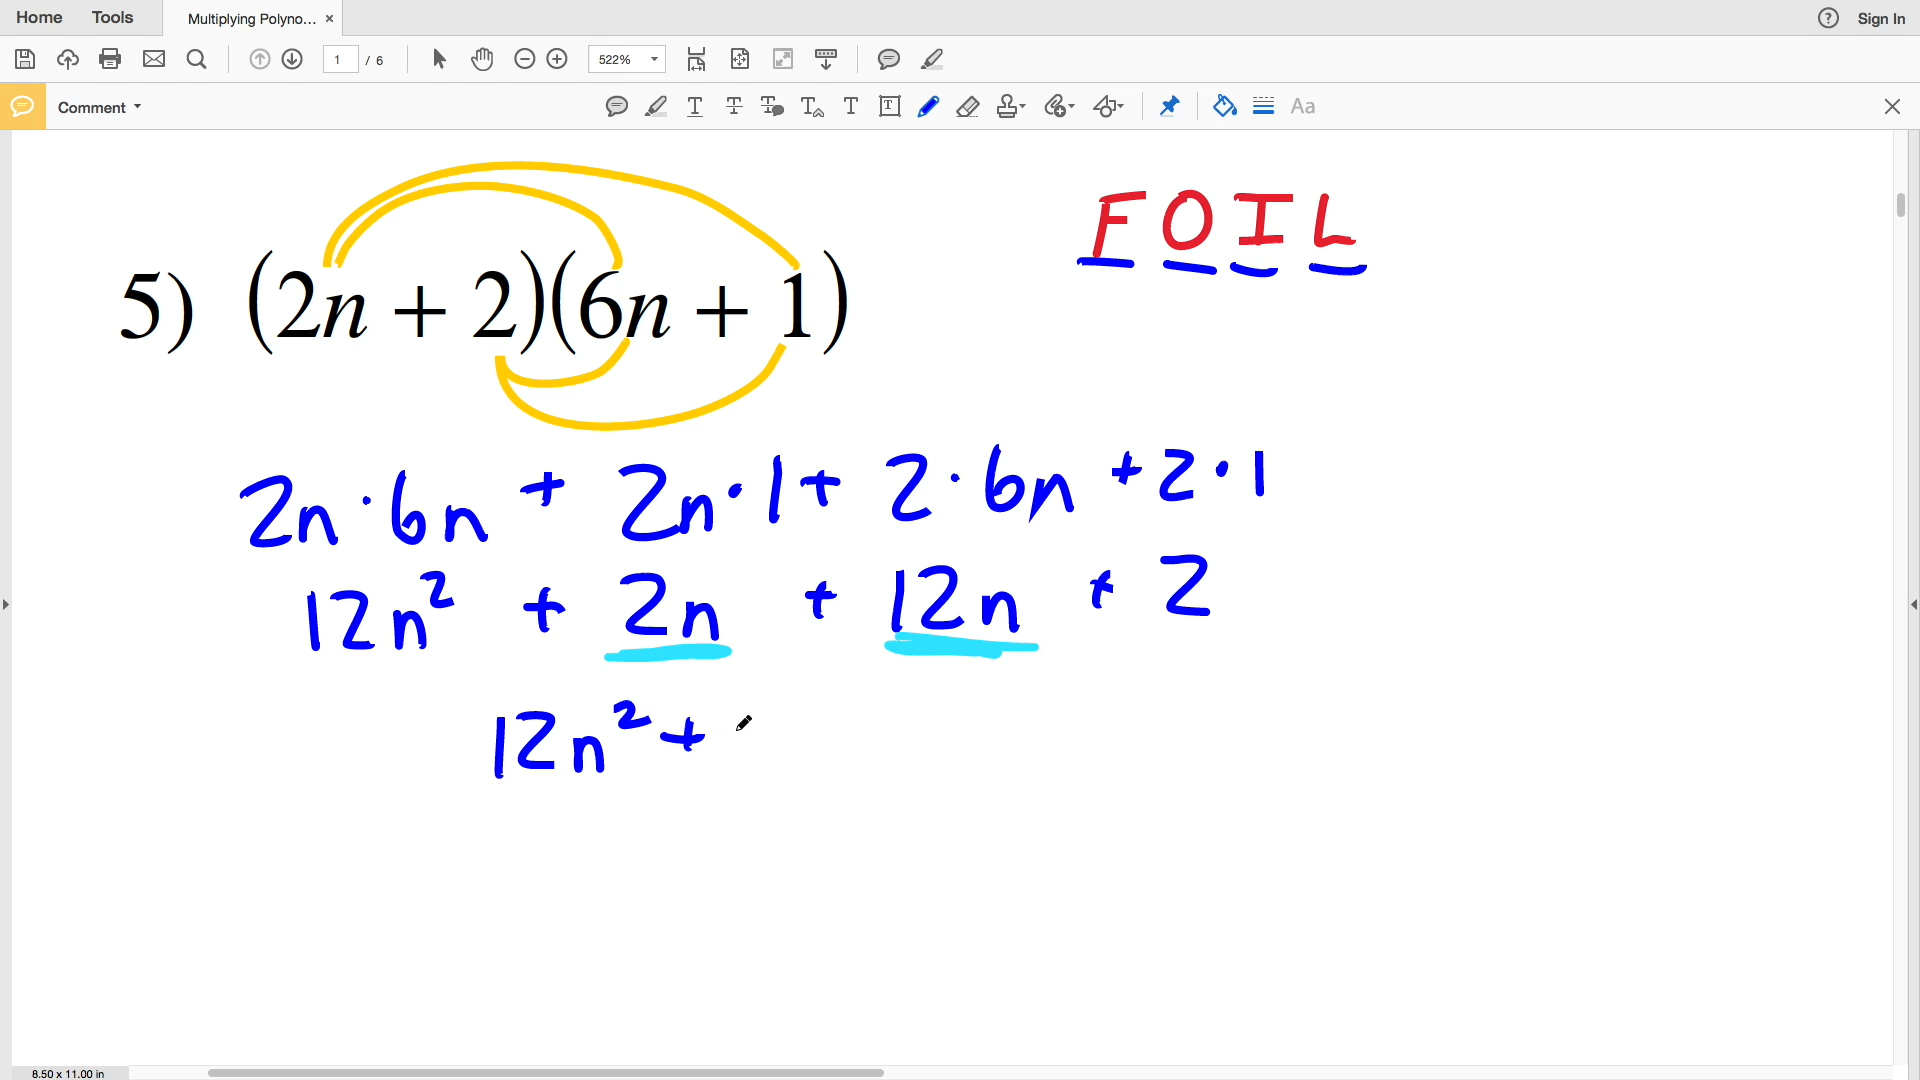 Home Tools Multiplying Polyno... × ? Sign In
1 / 6 522%
Comment T T T T T T Aa
FOIL
5) (2n + 2)(6n + 1)
2n · 6n + 2n · 1 + 2 · 6n + 2 · 1
12n² + 2n + 12n + 2
12n² +
8.50 x 11.00 in